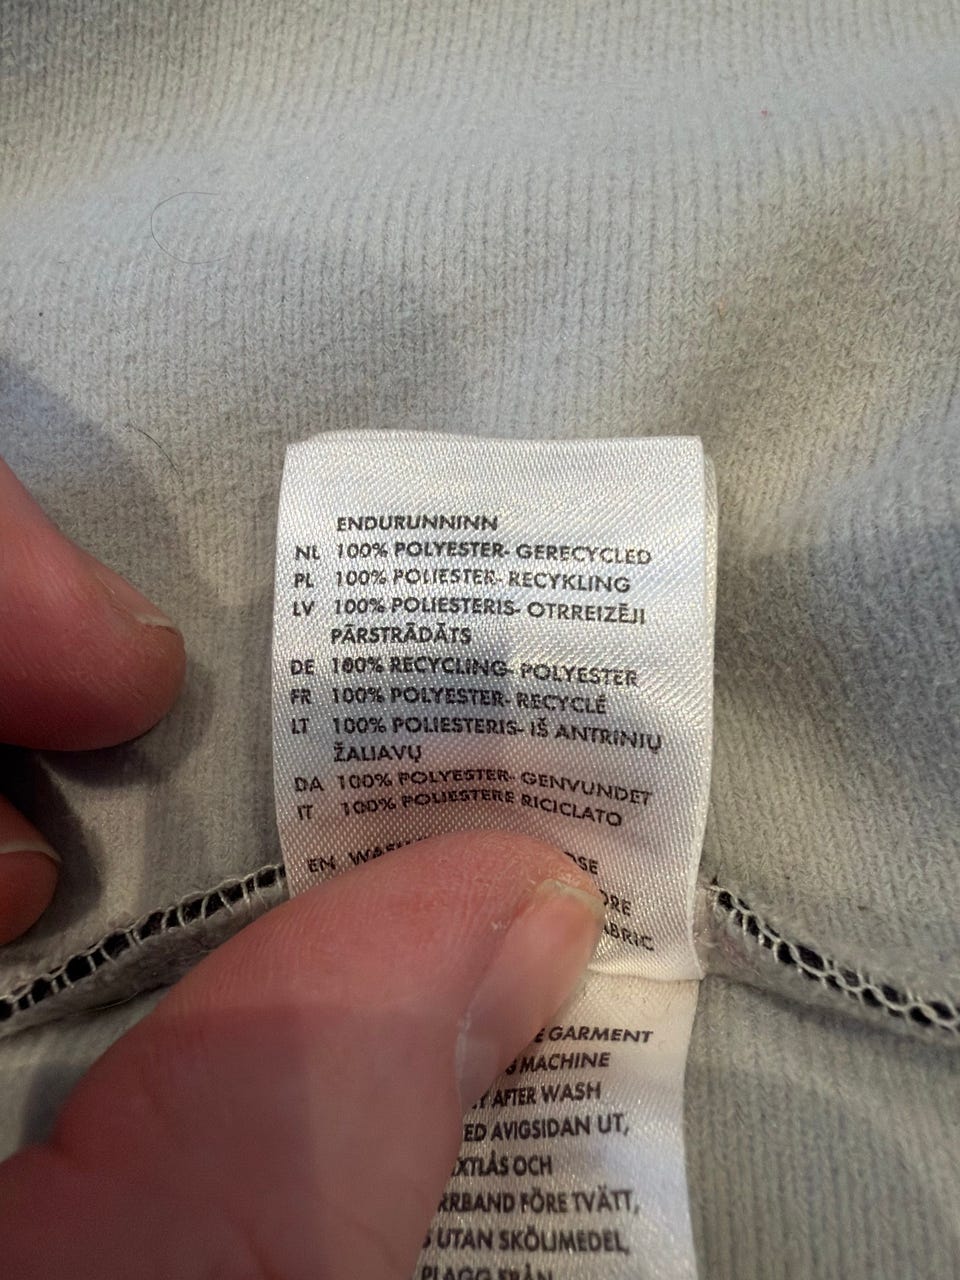 ENDURUNNINN
NL 100% POLYESTER- GERECYCLED
PL 100% POLIESTER- RECYKLING
LV 100% POLIESTERIS- OTRREIZĒJI
PĀRSTRĀDĀTS
DE 100% RECYCLING- POLYESTER
FR 100% POLYESTER- RECYCLÉ
LT 100% POLIESTERIS- IŠ ANTRINIŲ
ŽALIAVŲ
DA 100% POLYESTER- GENVUNDET
IT 100% POLIESTERE RICICLATO
EN
GARMENT
MACHINE
AFTER WASH
AVIGSIDAN UT,
OCH
FÖRE TVÄTT,
UTAN SKÖLJMEDEL,
PLAGG FRÅN